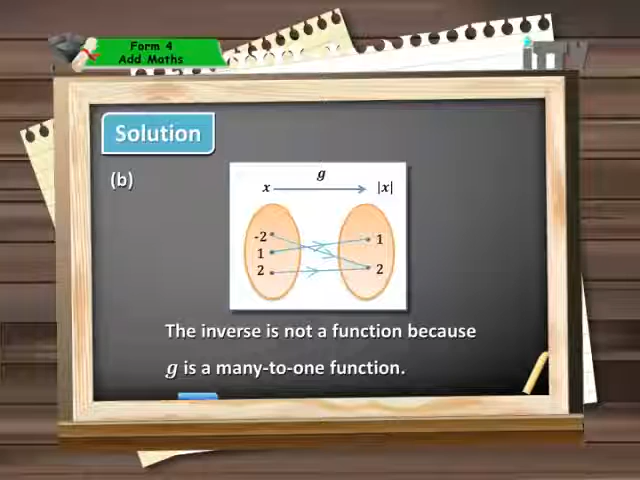 Form 4
Add Maths
Solution
(b)
g
x |x|
-2
1
2
1
2
The inverse is not a function because
g is a many-to-one function.